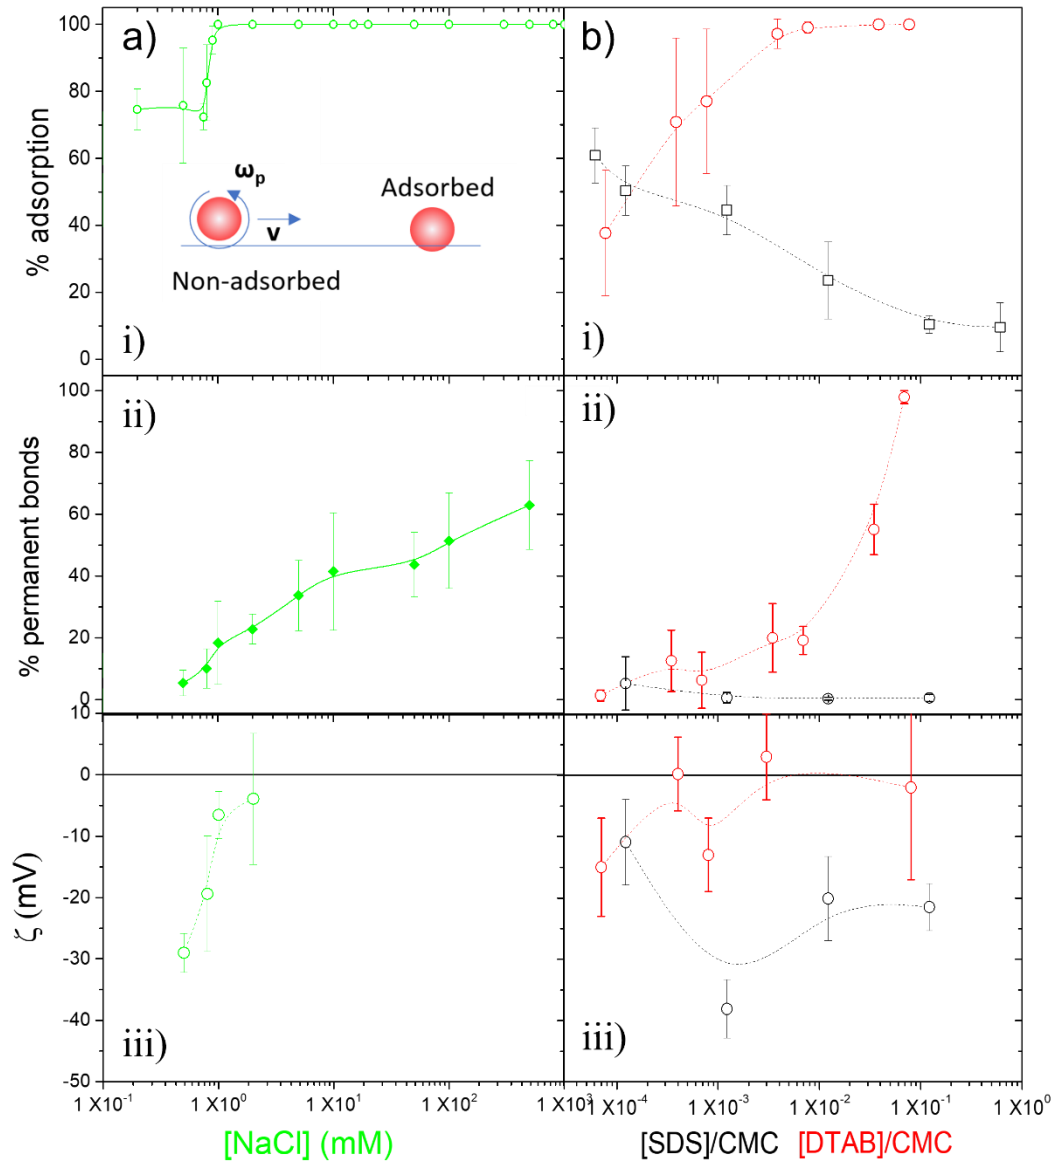 a)
b)
100
80
60
40
20
0
% adsorption
ωp
v
Adsorbed
Non-adsorbed
i)
i)
100
80
60
40
20
0
% permanent bonds
ii)
ii)
10
0
-10
-20
-30
-40
-50
ζ (mV)
iii)
iii)
1 X10⁻¹
1 X10⁰
1 X10¹
1 X10²
1 X10³
1 X10⁻⁴
1 X10⁻³
1 X10⁻²
1 X10⁻¹
1 X10⁰
[NaCl] (mM)
[SDS]/CMC [DTAB]/CMC